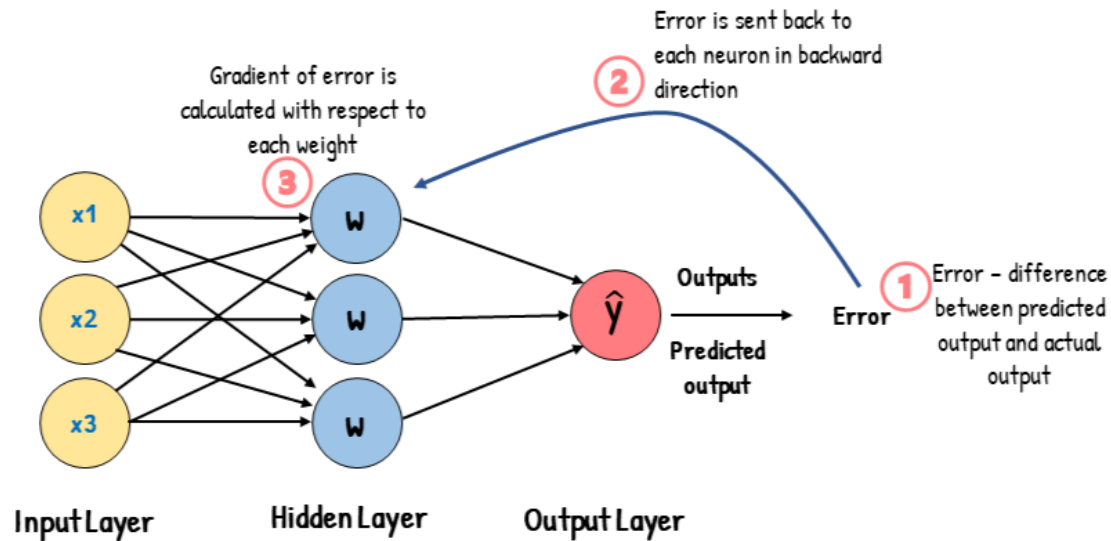 Error is sent back to
each neuron in backward
direction
2
Gradient of error is
calculated with respect to
each weight
3
x1
w
x2
w
x3
w
ŷ
Outputs
Predicted
output
Error
1
Error - difference
between predicted
output and actual
output
Input Layer
Hidden Layer
Output Layer